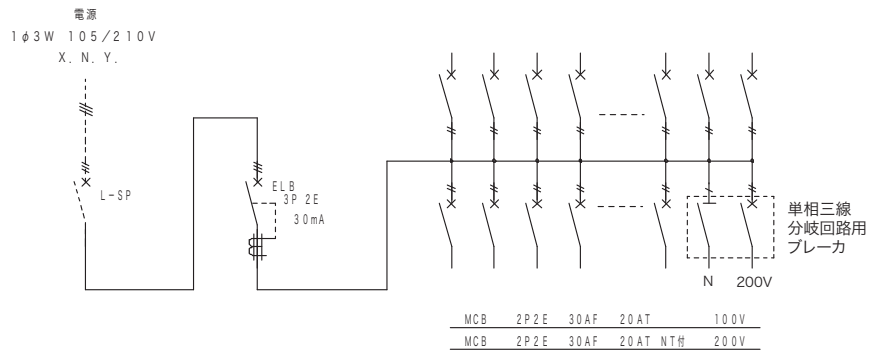 電源
1φ3W 105/210V
X. N. Y.
L-SP
ELB
3P 2E
30mA
単相三線
分岐回路用
ブレーカ
N 200V
MCB 2P2E 30AF 20AT 100V
MCB 2P2E 30AF 20AT NT付 200V